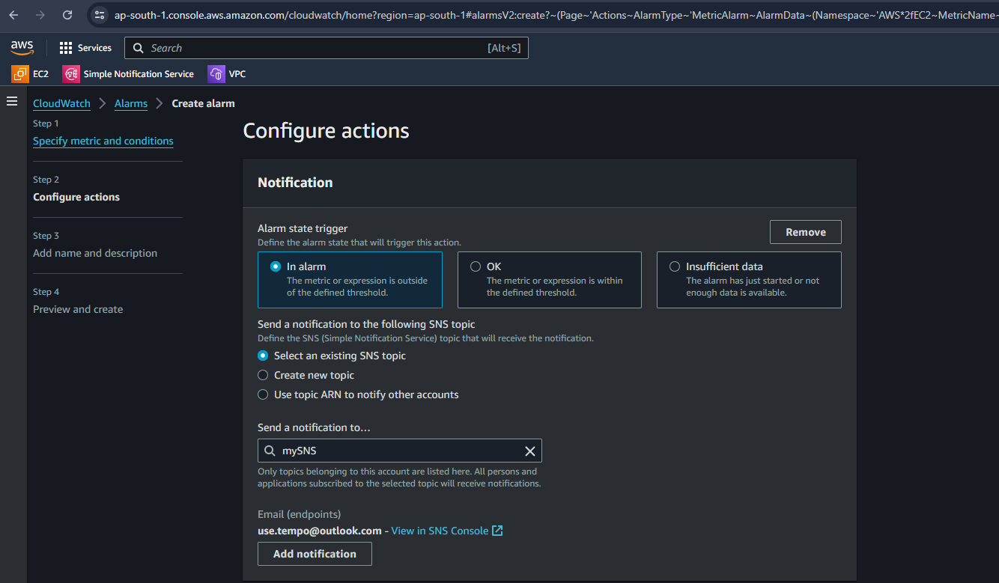 ap-south-1.console.aws.amazon.com/cloudwatch/home?region=ap-south-1#alarmsV2:create?~(Page~'Actions~AlarmType~'MetricAlarm~AlarmData~(Namespace~'AWS*2fEC2~MetricName~
aws
Services
Search
[Alt+S]
EC2
Simple Notification Service
VPC
CloudWatch
Alarms
Create alarm
Step 1
Specify metric and conditions
Step 2
Configure actions
Step 3
Add name and description
Step 4
Preview and create
Configure actions
Notification
Alarm state trigger
Define the alarm state that will trigger this action.
Remove
In alarm
The metric or expression is outside
of the defined threshold.
OK
The metric or expression is within
the defined threshold.
Insufficient data
The alarm has just started or not
enough data is available.
Send a notification to the following SNS topic
Define the SNS (Simple Notification Service) topic that will receive the notification.
Select an existing SNS topic
Create new topic
Use topic ARN to notify other accounts
Send a notification to…
mySNS
Only topics belonging to this account are listed here. All persons and
applications subscribed to the selected topic will receive notifications.
Email (endpoints)
use.tempo@outlook.com - View in SNS Console
Add notification